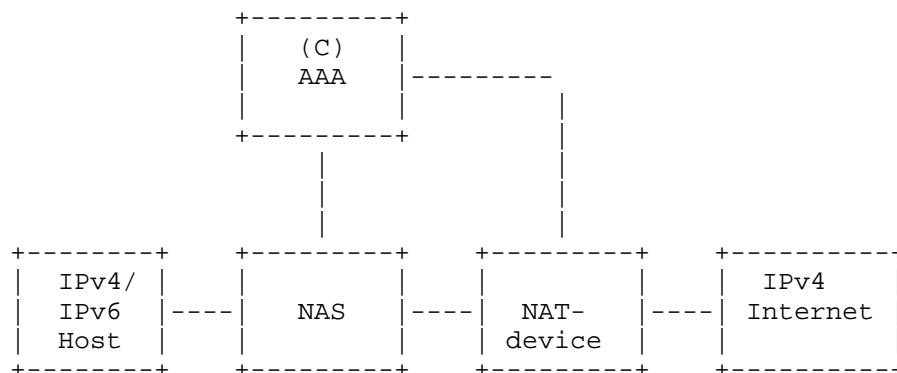 (C)
AAA
IPv4/
IPv6
Host
NAS
NAT-
device
IPv4
Internet